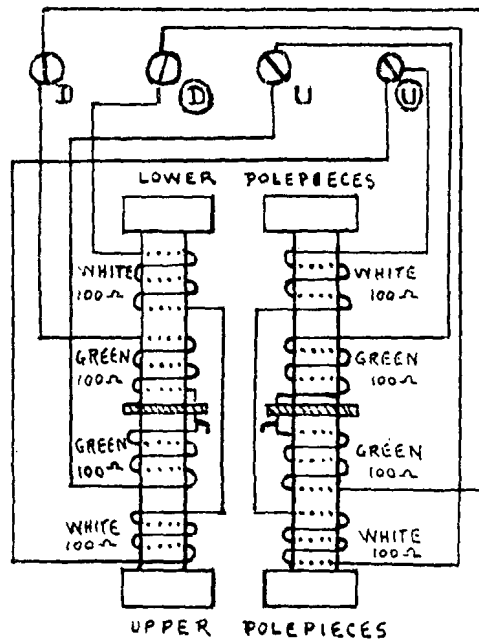 D Ⓓ U Ⓤ
LOWER POLEPIECES
WHITE 100Ω WHITE 100Ω
GREEN 100Ω GREEN 100Ω
GREEN 100Ω GREEN 100Ω
WHITE 100Ω WHITE 100Ω
UPPER POLEPIECES